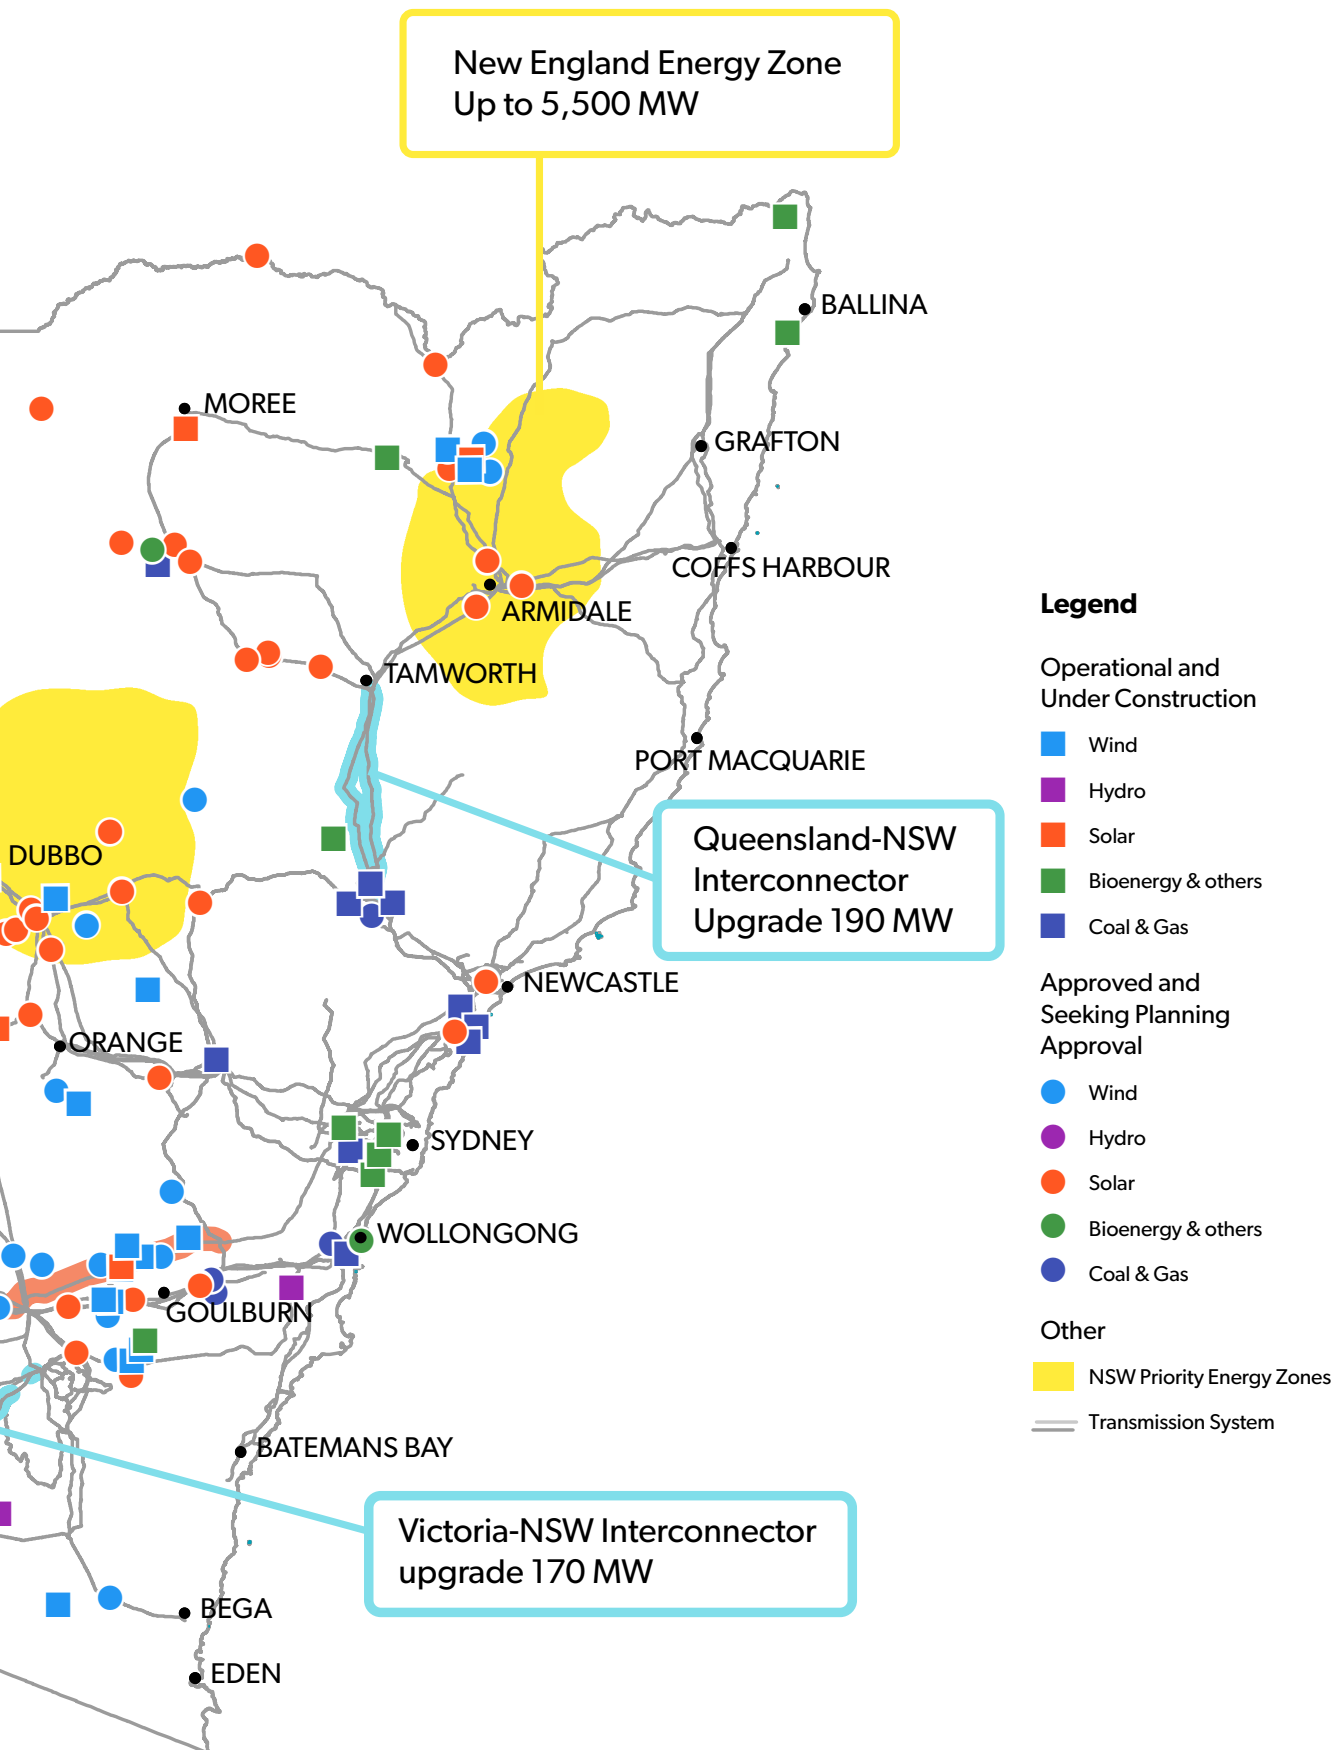 New England Energy Zone
Up to 5,500 MW
BALLINA
MOREE
GRAFTON
COFFS HARBOUR
ARMIDALE
TAMWORTH
PORT MACQUARIE
Queensland-NSW
Interconnector
Upgrade 190 MW
DUBBO
NEWCASTLE
ORANGE
SYDNEY
WOLLONGONG
GOULBURN
BATEMANS BAY
Victoria-NSW Interconnector
upgrade 170 MW
BEGA
EDEN
Legend
Operational and
Under Construction
Wind
Hydro
Solar
Bioenergy & others
Coal & Gas
Approved and
Seeking Planning
Approval
Wind
Hydro
Solar
Bioenergy & others
Coal & Gas
Other
NSW Priority Energy Zones
Transmission System